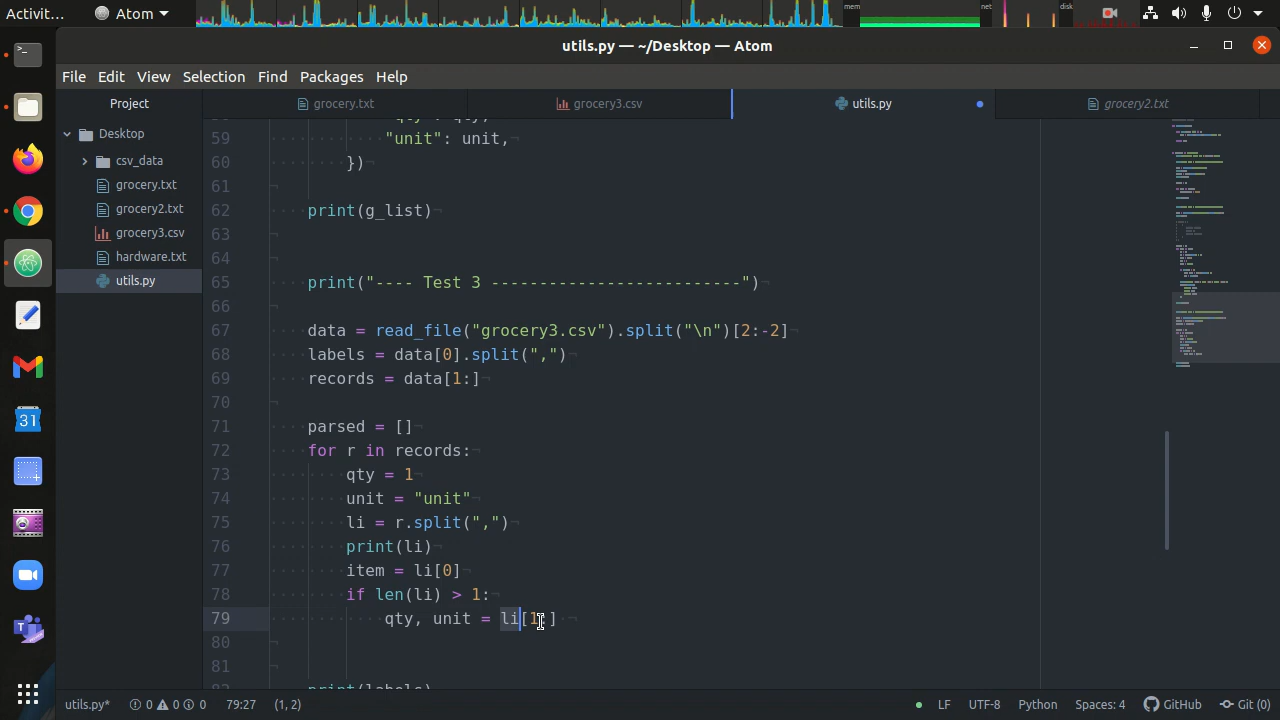 Activit... Atom mem net disk
utils.py — ~/Desktop — Atom
File Edit View Selection Find Packages Help
Project grocery.txt grocery3.csv utils.py grocery2.txt
Desktop
csv_data
grocery.txt
grocery2.txt
grocery3.csv
hardware.txt
utils.py
59 "unit": unit,
60 })
61
62 print(g_list)
63
64
65 print("---- Test 3 ------------------------")
66
67 data = read_file("grocery3.csv").split("\n")[2:-2]
68 labels = data[0].split(",")
69 records = data[1:]
70
71 parsed = []
72 for r in records:
73 qty = 1
74 unit = "unit"
75 li = r.split(",")
76 print(li)
77 item = li[0]
78 if len(li) > 1:
79 qty, unit = li[1:]
80
81
82 print(labels)
31
utils.py* 0 0 0 79:27 (1, 2) LF UTF-8 Python Spaces: 4 GitHub Git (0)